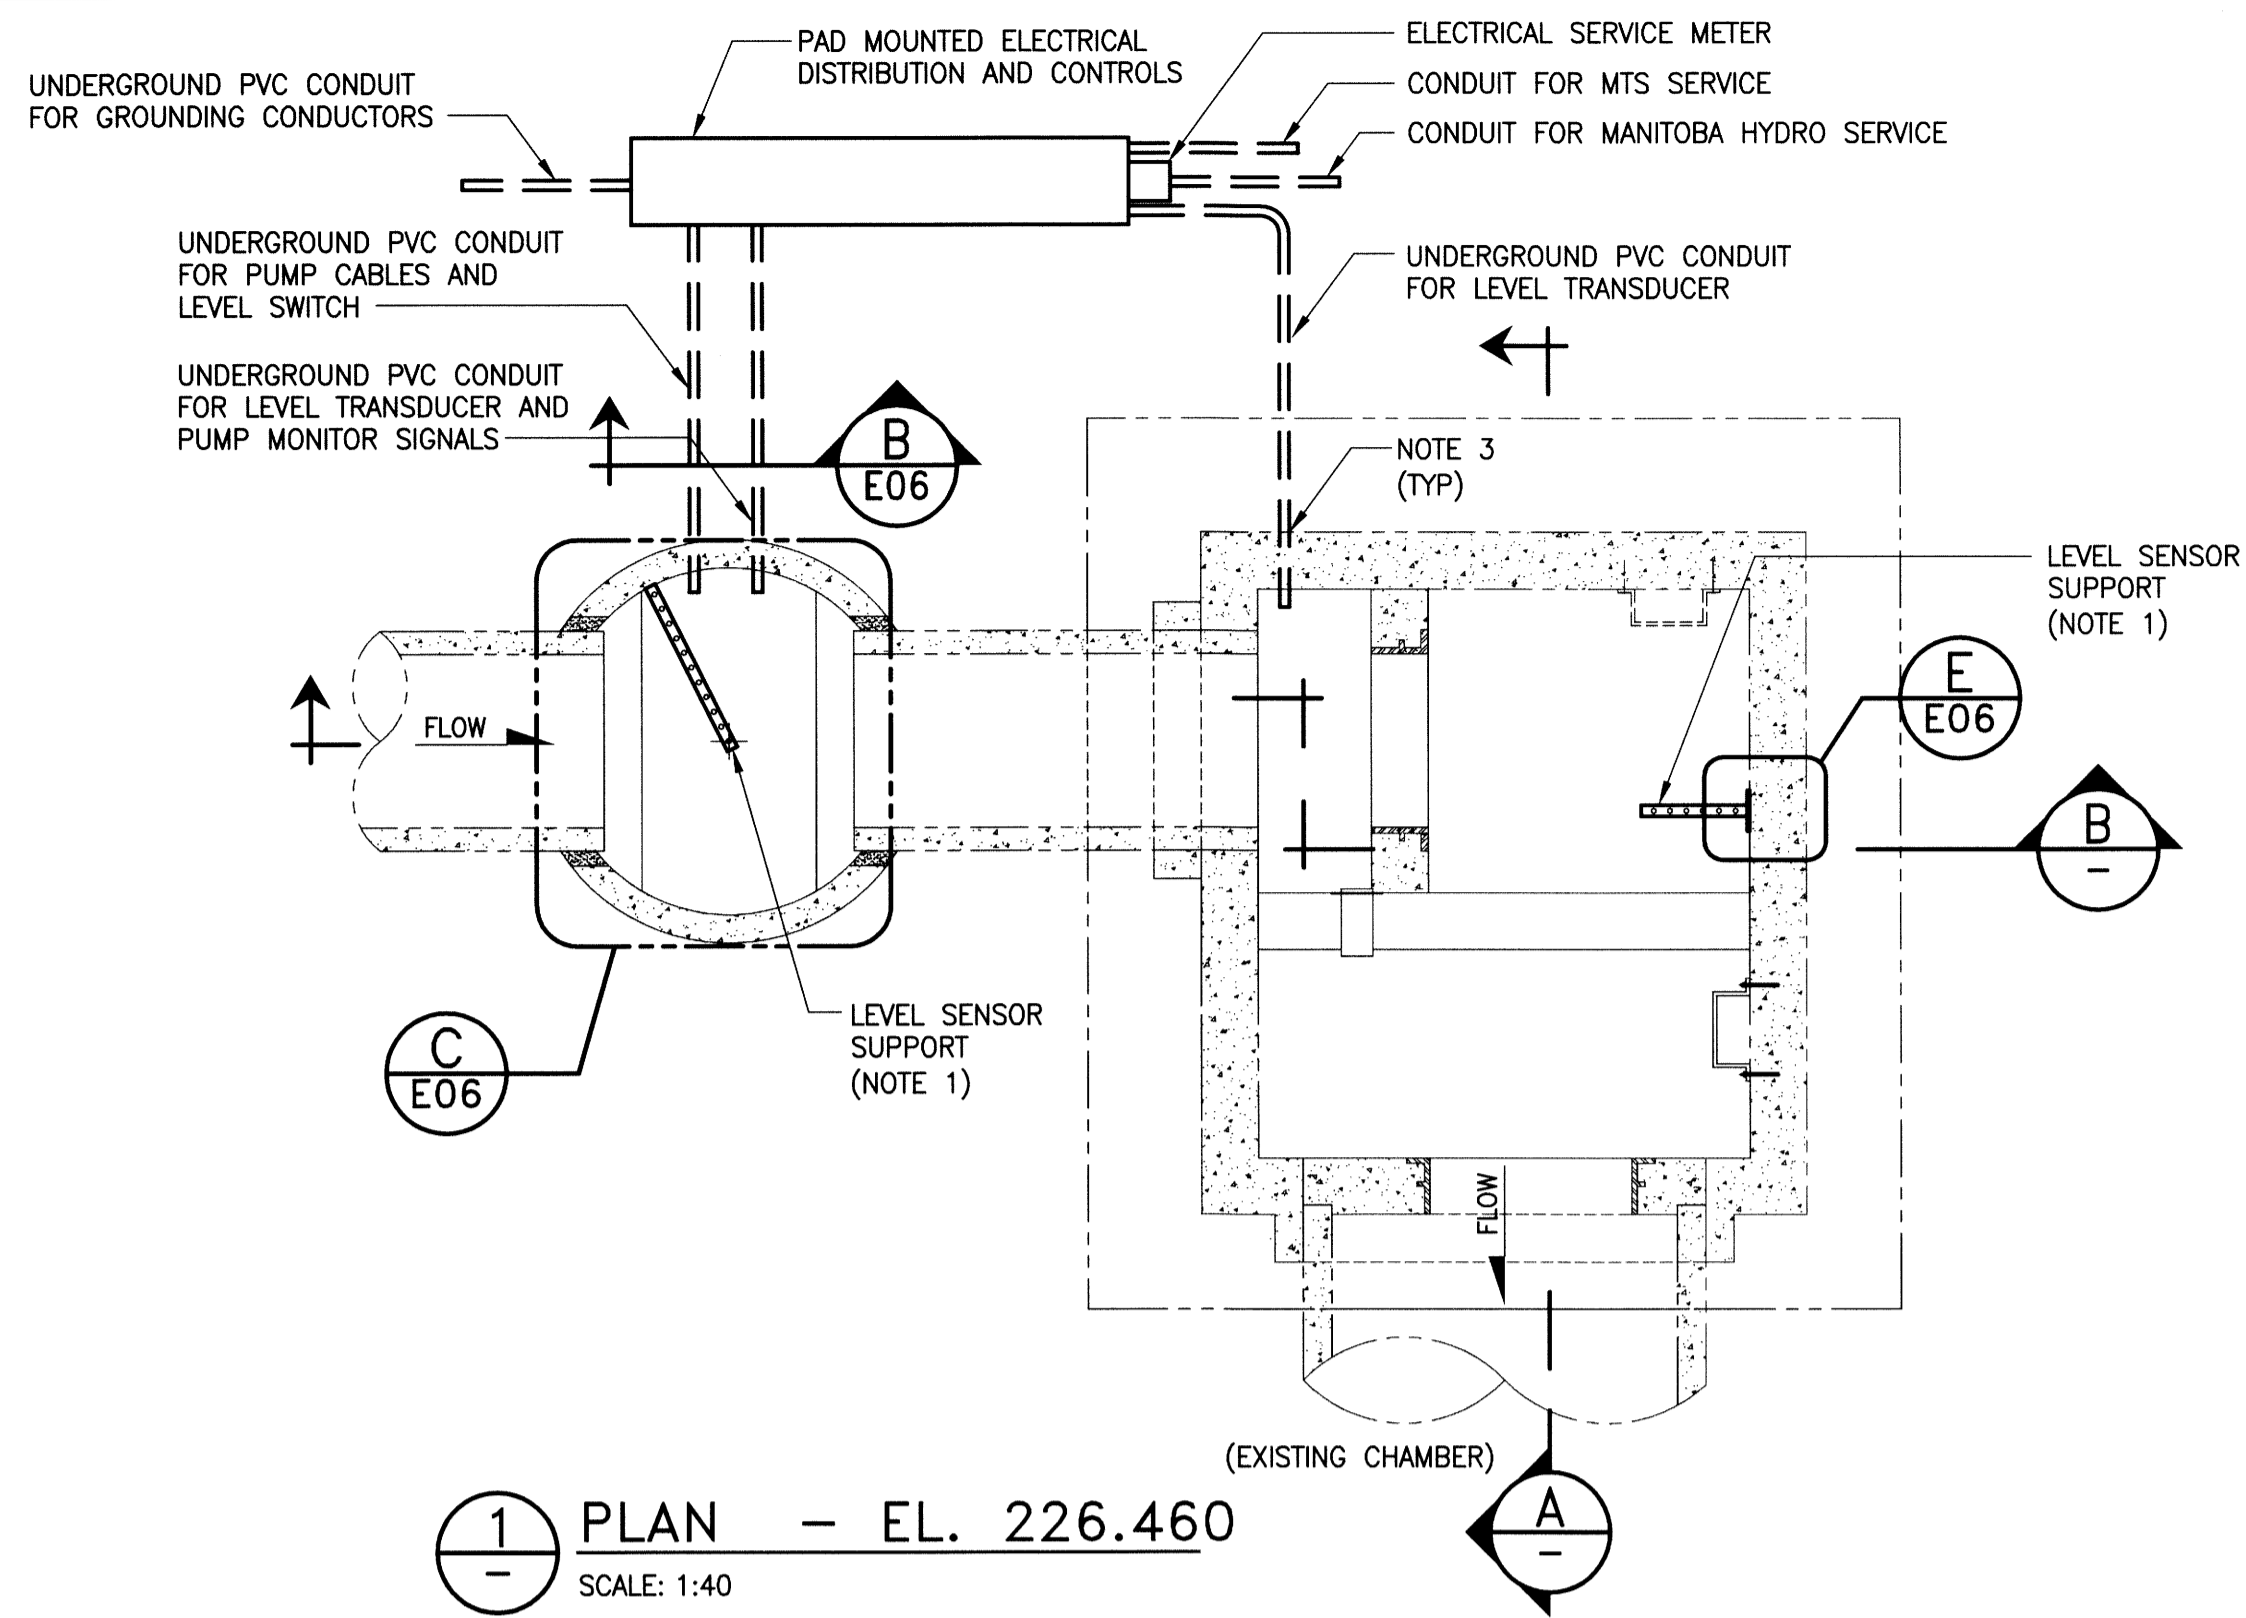 PAD MOUNTED ELECTRICAL
DISTRIBUTION AND CONTROLS
ELECTRICAL SERVICE METER
CONDUIT FOR MTS SERVICE
CONDUIT FOR MANITOBA HYDRO SERVICE
UNDERGROUND PVC CONDUIT
FOR GROUNDING CONDUCTORS
UNDERGROUND PVC CONDUIT
FOR PUMP CABLES AND
LEVEL SWITCH
UNDERGROUND PVC CONDUIT
FOR LEVEL TRANSDUCER
UNDERGROUND PVC CONDUIT
FOR LEVEL TRANSDUCER AND
PUMP MONITOR SIGNALS
B
E06
NOTE 3
(TYP)
LEVEL SENSOR
SUPPORT
(NOTE 1)
E
E06
FLOW
B
-
LEVEL SENSOR
SUPPORT
(NOTE 1)
C
E06
FLOW
(EXISTING CHAMBER)
A
-
1
-
PLAN - EL. 226.460
SCALE: 1:40